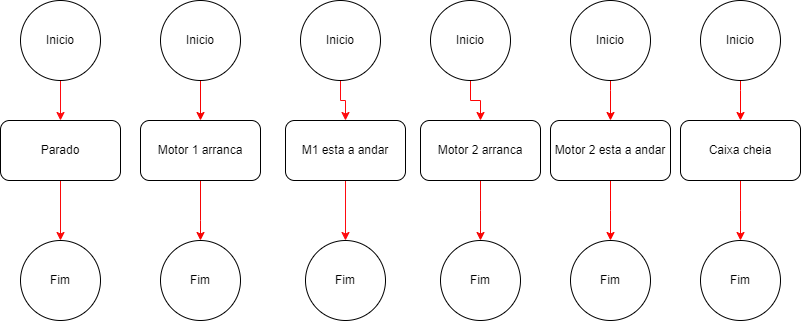 Inicio
Inicio
Inicio
Inicio
Inicio
Inicio
Parado
Motor 1 arranca
M1 esta a andar
Motor 2 arranca
Motor 2 esta a andar
Caixa cheia
Fim
Fim
Fim
Fim
Fim
Fim